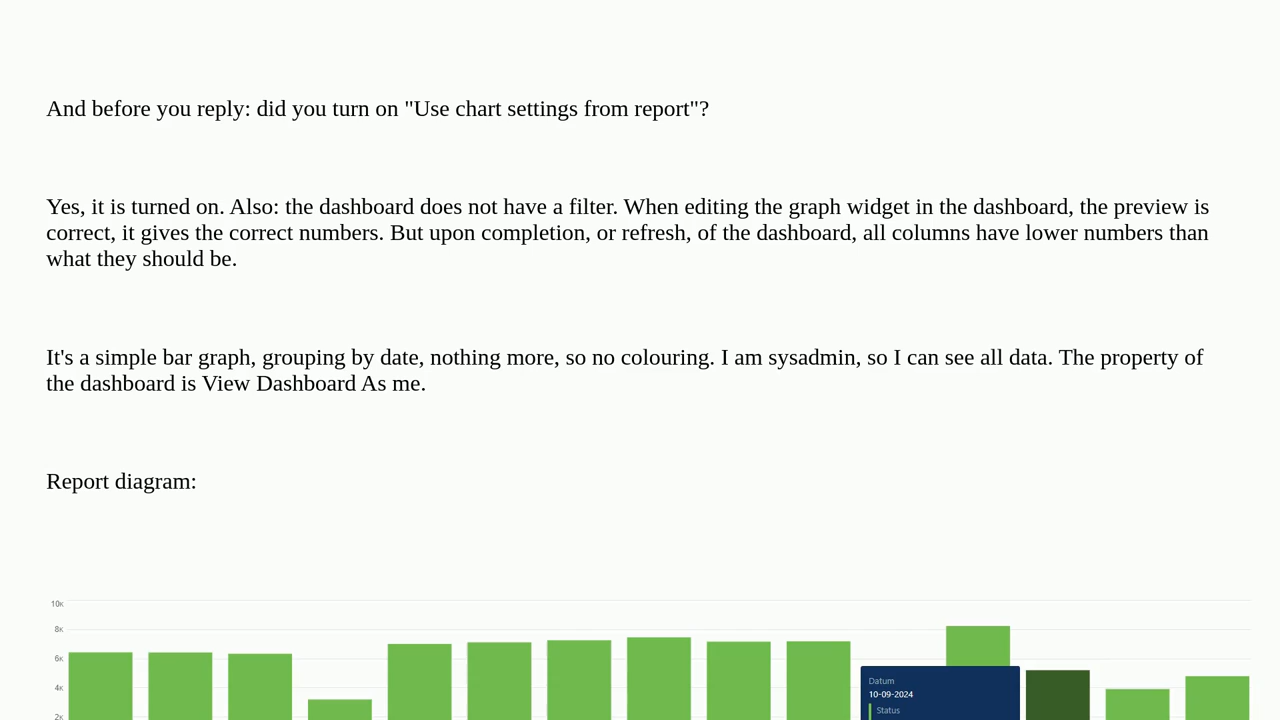 And before you reply: did you turn on "Use chart settings from report"?
Yes, it is turned on. Also: the dashboard does not have a filter. When editing the graph widget in the dashboard, the preview is
correct, it gives the correct numbers. But upon completion, or refresh, of the dashboard, all columns have lower numbers than
what they should be.
It's a simple bar graph, grouping by date, nothing more, so no colouring. I am sysadmin, so I can see all data. The property of
the dashboard is View Dashboard As me.
Report diagram:
10K
8K
6K
4K
2K
Datum
10-09-2024
Status